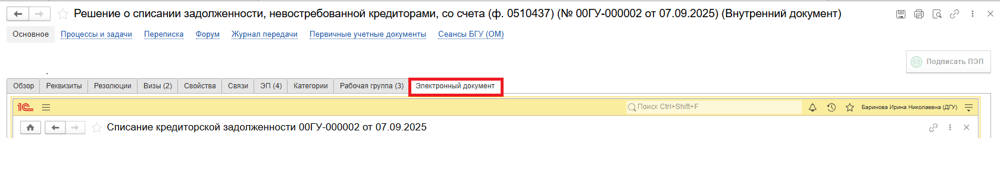 Решение о списании задолженности, невостребованной кредиторами, со счета (ф. 0510437) (№ 00ГУ-000002 от 07.09.2025) (Внутренний документ)
Основное Процессы и задачи Переписка Форум Журнал передачи Первичные учетные документы Сеансы БГУ (ОМ)
Подписать ПЭП
.
Обзор Реквизиты Резолюции Визы (2) Свойства Связи ЭП (4) Категории Рабочая группа (3) Электронный документ
1С Поиск Ctrl+Shift+F Баринова Ирина Николаевна (ДГУ)
Списание кредиторской задолженности 00ГУ-000002 от 07.09.2025